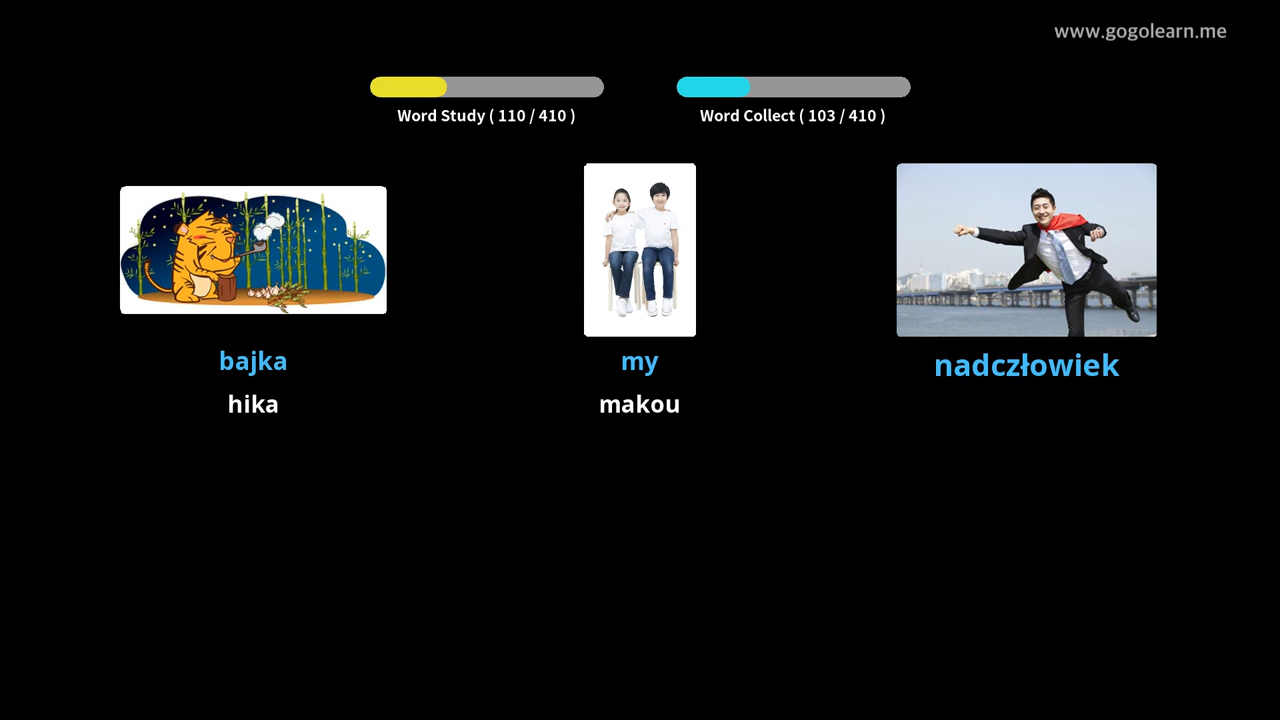 www.gogolearn.me
Word Study ( 110 / 410 )
Word Collect ( 103 / 410 )
bajka
my
nadczłowiek
hika
makou